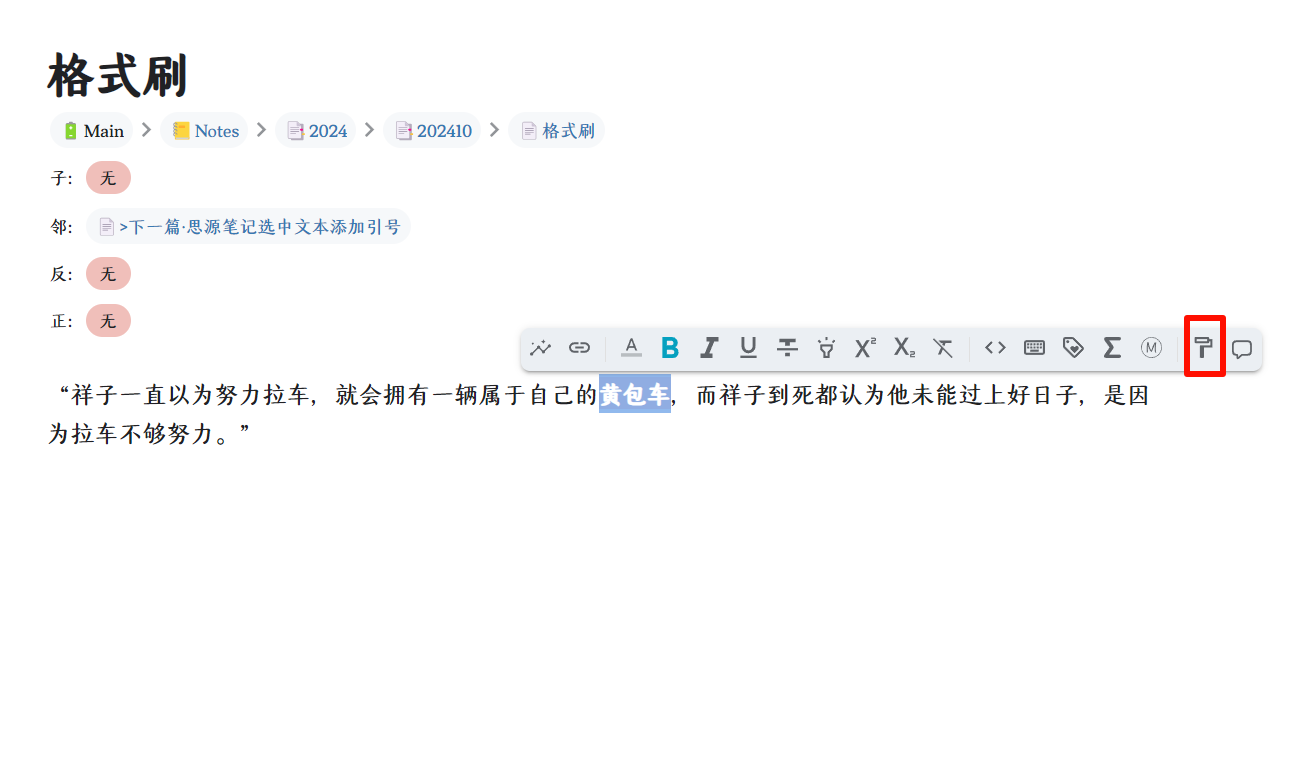 格式刷
Main > Notes > 2024 > 202410 > 格式刷
子： 无
邻： >下一篇·思源笔记选中文本添加引号
反： 无
正： 无
A B I U S X² X₂ T <> Σ M
“祥子一直以为努力拉车，就会拥有一辆属于自己的黄包车，而祥子到死都认为他未能过上好日子，是因
为拉车不够努力。”